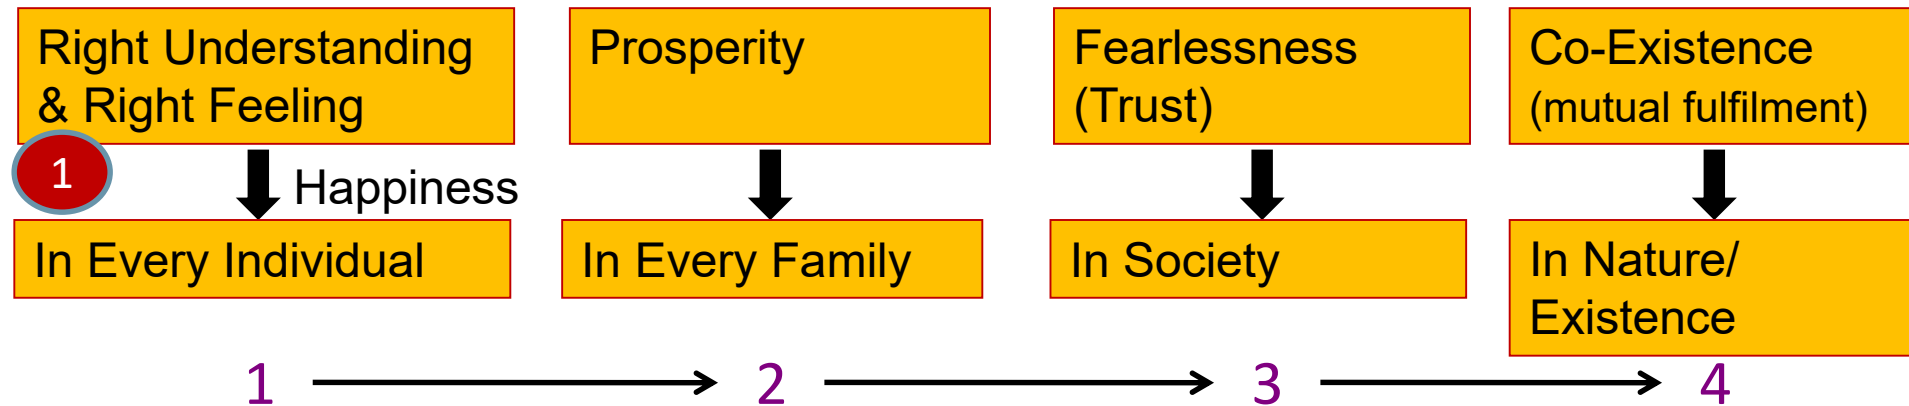 Right Understanding
& Right Feeling
Prosperity
Fearlessness
(Trust)
Co-Existence
(mutual fulfilment)
1
Happiness
In Every Individual
In Every Family
In Society
In Nature/
Existence
1
2
3
4